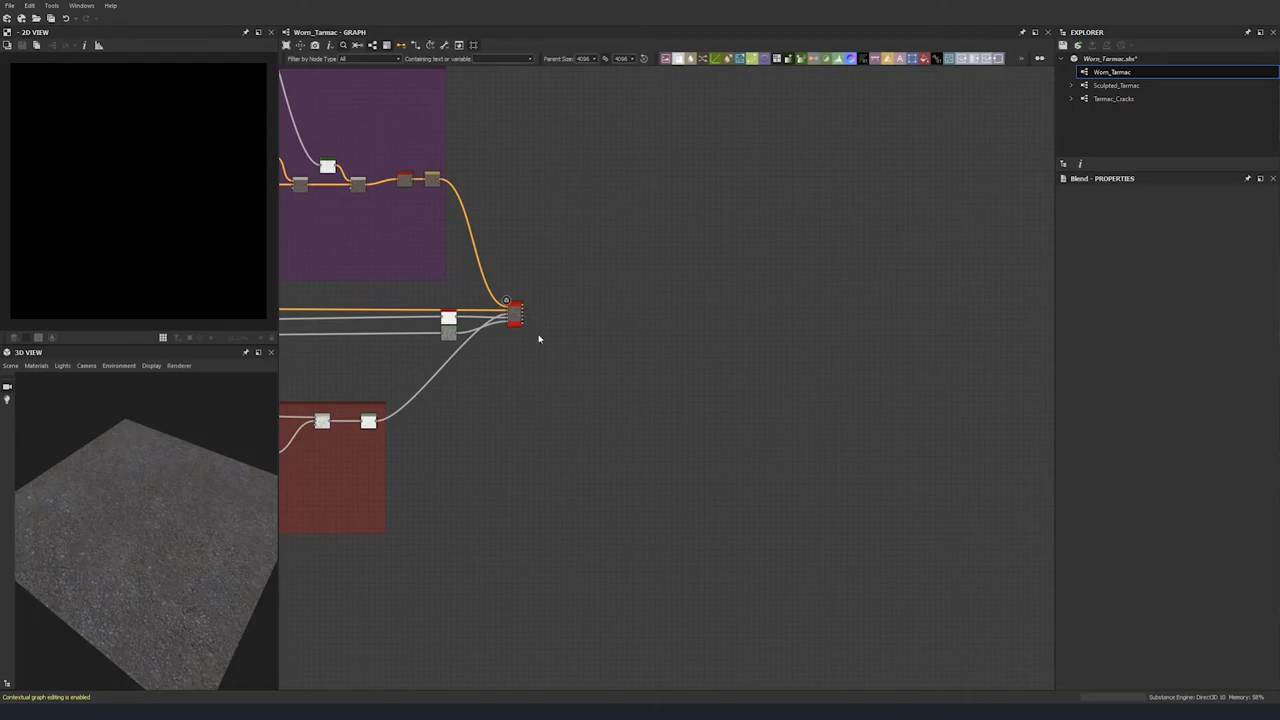 File Edit Tools Windows Help
- 2D VIEW
Worn_Tarmac - GRAPH
EXPLORER
Filter by Node Type All
Containing text or variable
Parent Size: 4096 4096
Worn_Tarmac.sbs*
Worn_Tarmac
Sculpted_Tarmac
Tarmac_Cracks
Blend - PROPERTIES
3D VIEW
Scene Materials Lights Camera Environment Display Renderer
Contextual graph editing is enabled
Substance Engine: Direct3D 10 Memory: 58%